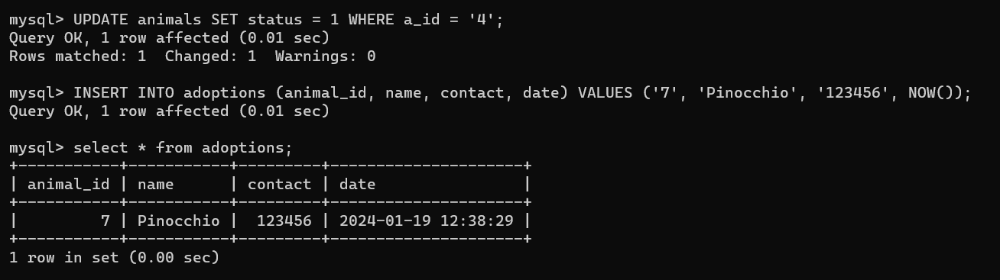 mysql> UPDATE animals SET status = 1 WHERE a_id = '4';
Query OK, 1 row affected (0.01 sec)
Rows matched: 1  Changed: 1  Warnings: 0
mysql> INSERT INTO adoptions (animal_id, name, contact, date) VALUES ('7', 'Pinocchio', '123456', NOW());
Query OK, 1 row affected (0.01 sec)
mysql> select * from adoptions;
+-----------+-----------+---------+---------------------+
| animal_id | name      | contact | date                |
+-----------+-----------+---------+---------------------+
|         7 | Pinocchio |  123456 | 2024-01-19 12:38:29 |
+-----------+-----------+---------+---------------------+
1 row in set (0.00 sec)